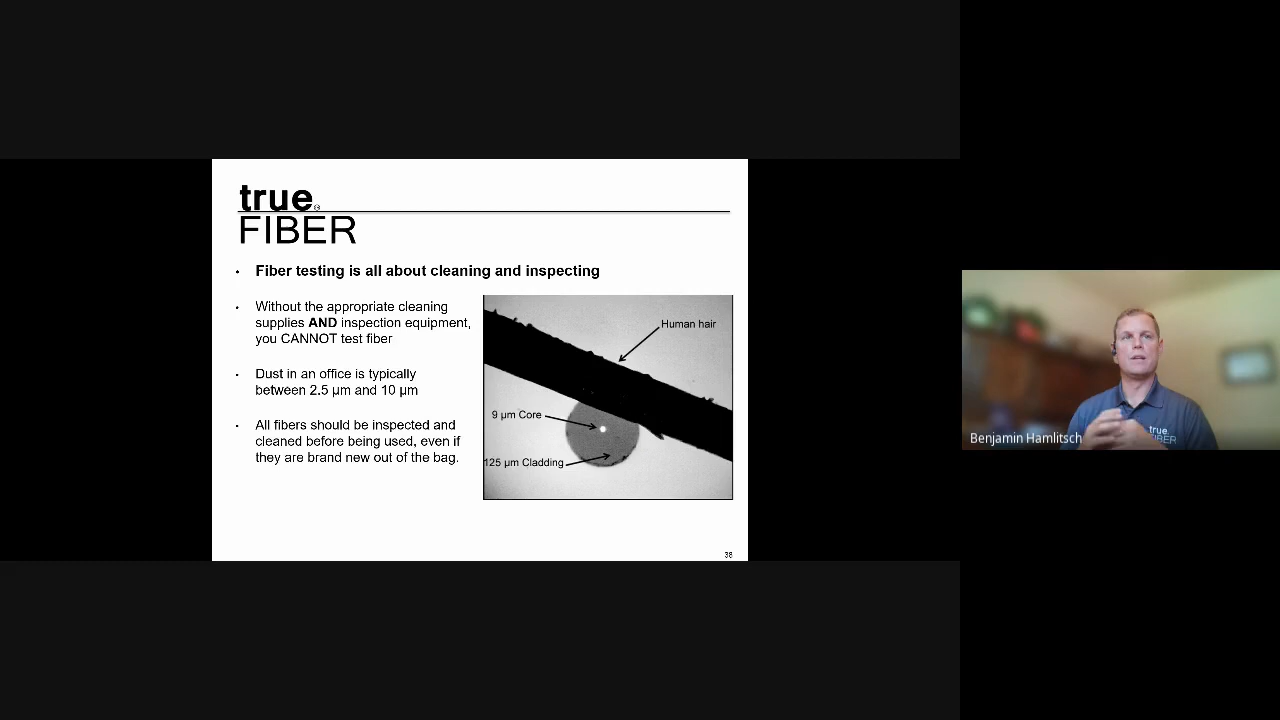 true®
FIBER
• Fiber testing is all about cleaning and inspecting
• Without the appropriate cleaning
supplies AND inspection equipment,
you CANNOT test fiber
• Dust in an office is typically
between 2.5 µm and 10 µm
• All fibers should be inspected and
cleaned before being used, even if
they are brand new out of the bag.
Human hair
9 µm Core
125 µm Cladding
38
true.
FIBER
Benjamin Hamlitsch